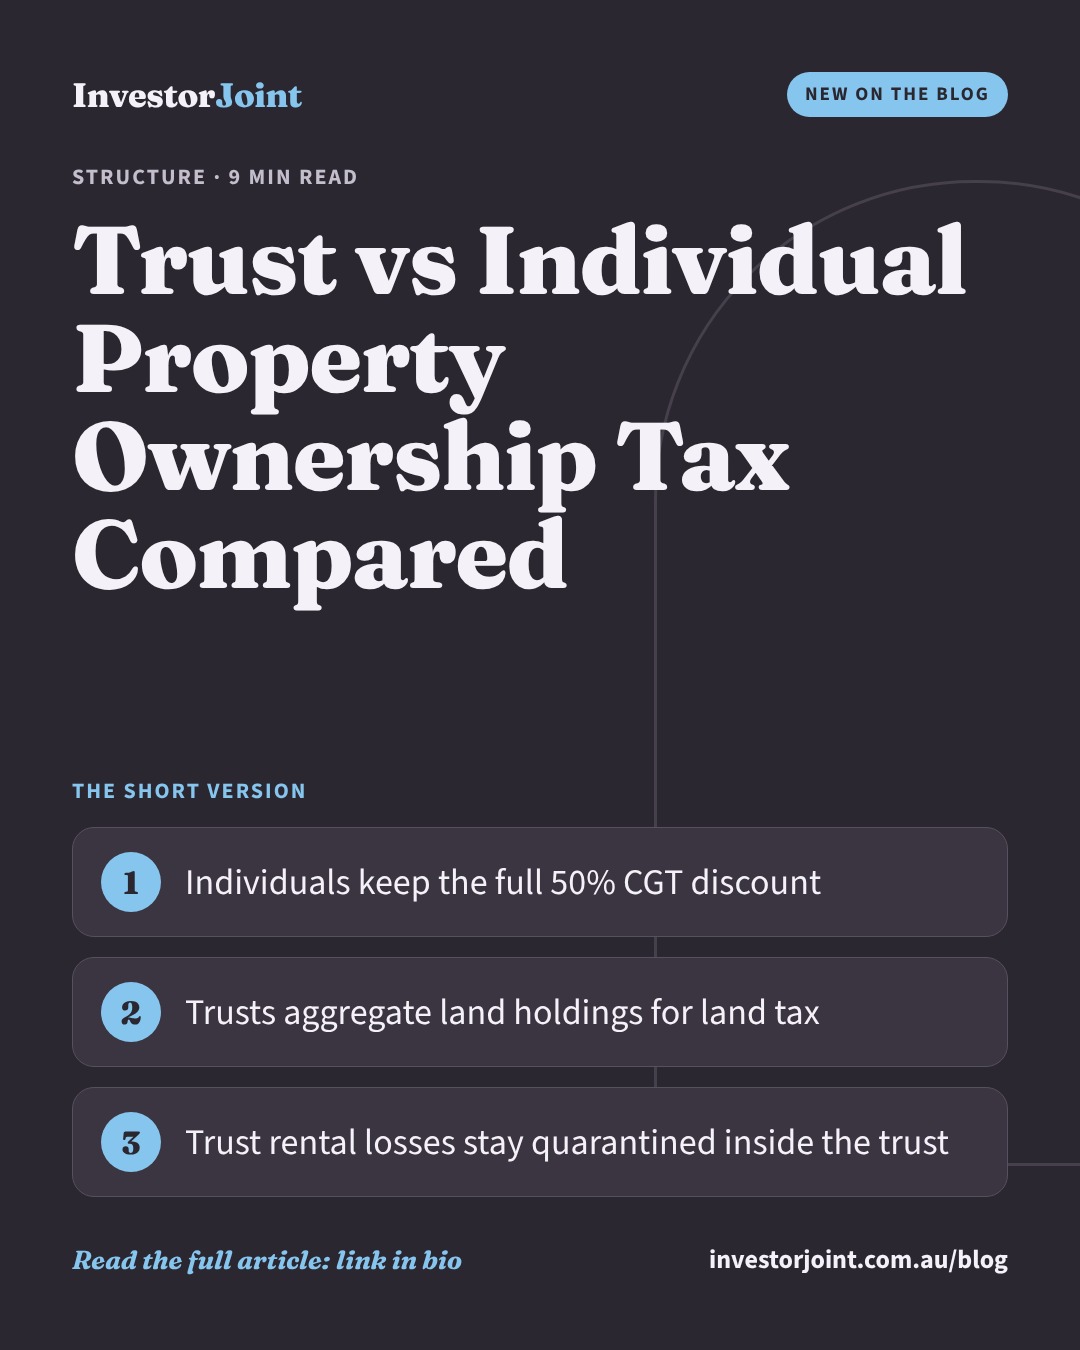 InvestorJoint
NEW ON THE BLOG
STRUCTURE · 9 MIN READ
Trust vs Individual
Property
Ownership Tax
Compared
THE SHORT VERSION
1 Individuals keep the full 50% CGT discount
2 Trusts aggregate land holdings for land tax
3 Trust rental losses stay quarantined inside the trust
Read the full article: link in bio
investorjoint.com.au/blog